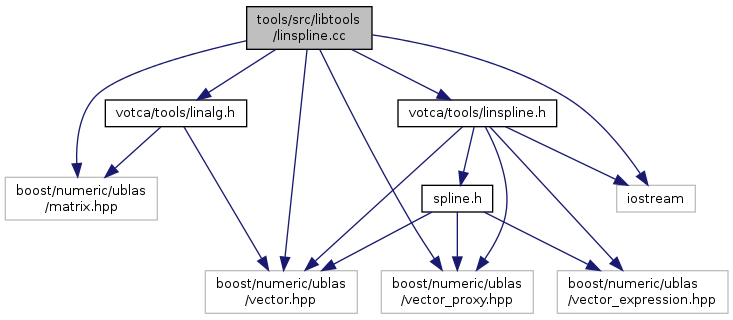 tools/src/libtools
/linspline.cc
votca/tools/linalg.h
votca/tools/linspline.h
boost/numeric/ublas
/matrix.hpp
spline.h
iostream
boost/numeric/ublas
/vector.hpp
boost/numeric/ublas
/vector_proxy.hpp
boost/numeric/ublas
/vector_expression.hpp